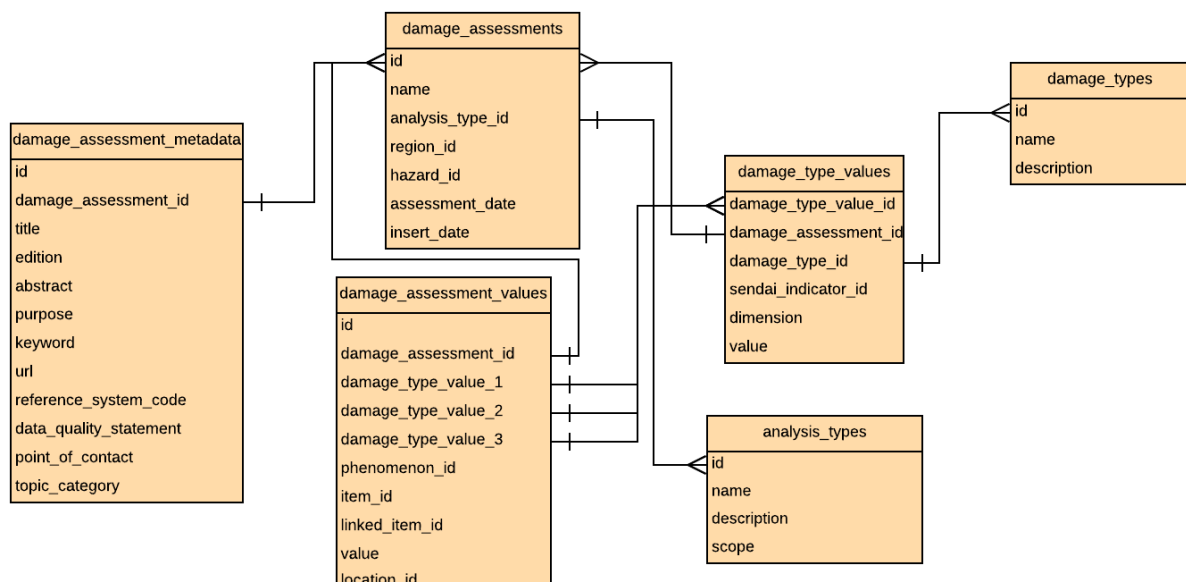 damage_assessments
id
name
analysis_type_id
region_id
hazard_id
assessment_date
insert_date
damage_types
id
name
description
damage_assessment_metadata
id
damage_assessment_id
title
edition
abstract
purpose
keyword
url
reference_system_code
data_quality_statement
point_of_contact
topic_category
damage_type_values
damage_type_value_id
damage_assessment_id
damage_type_id
sendai_indicator_id
dimension
value
damage_assessment_values
id
damage_assessment_id
damage_type_value_1
damage_type_value_2
damage_type_value_3
phenomenon_id
item_id
linked_item_id
value
location_id
analysis_types
id
name
description
scope